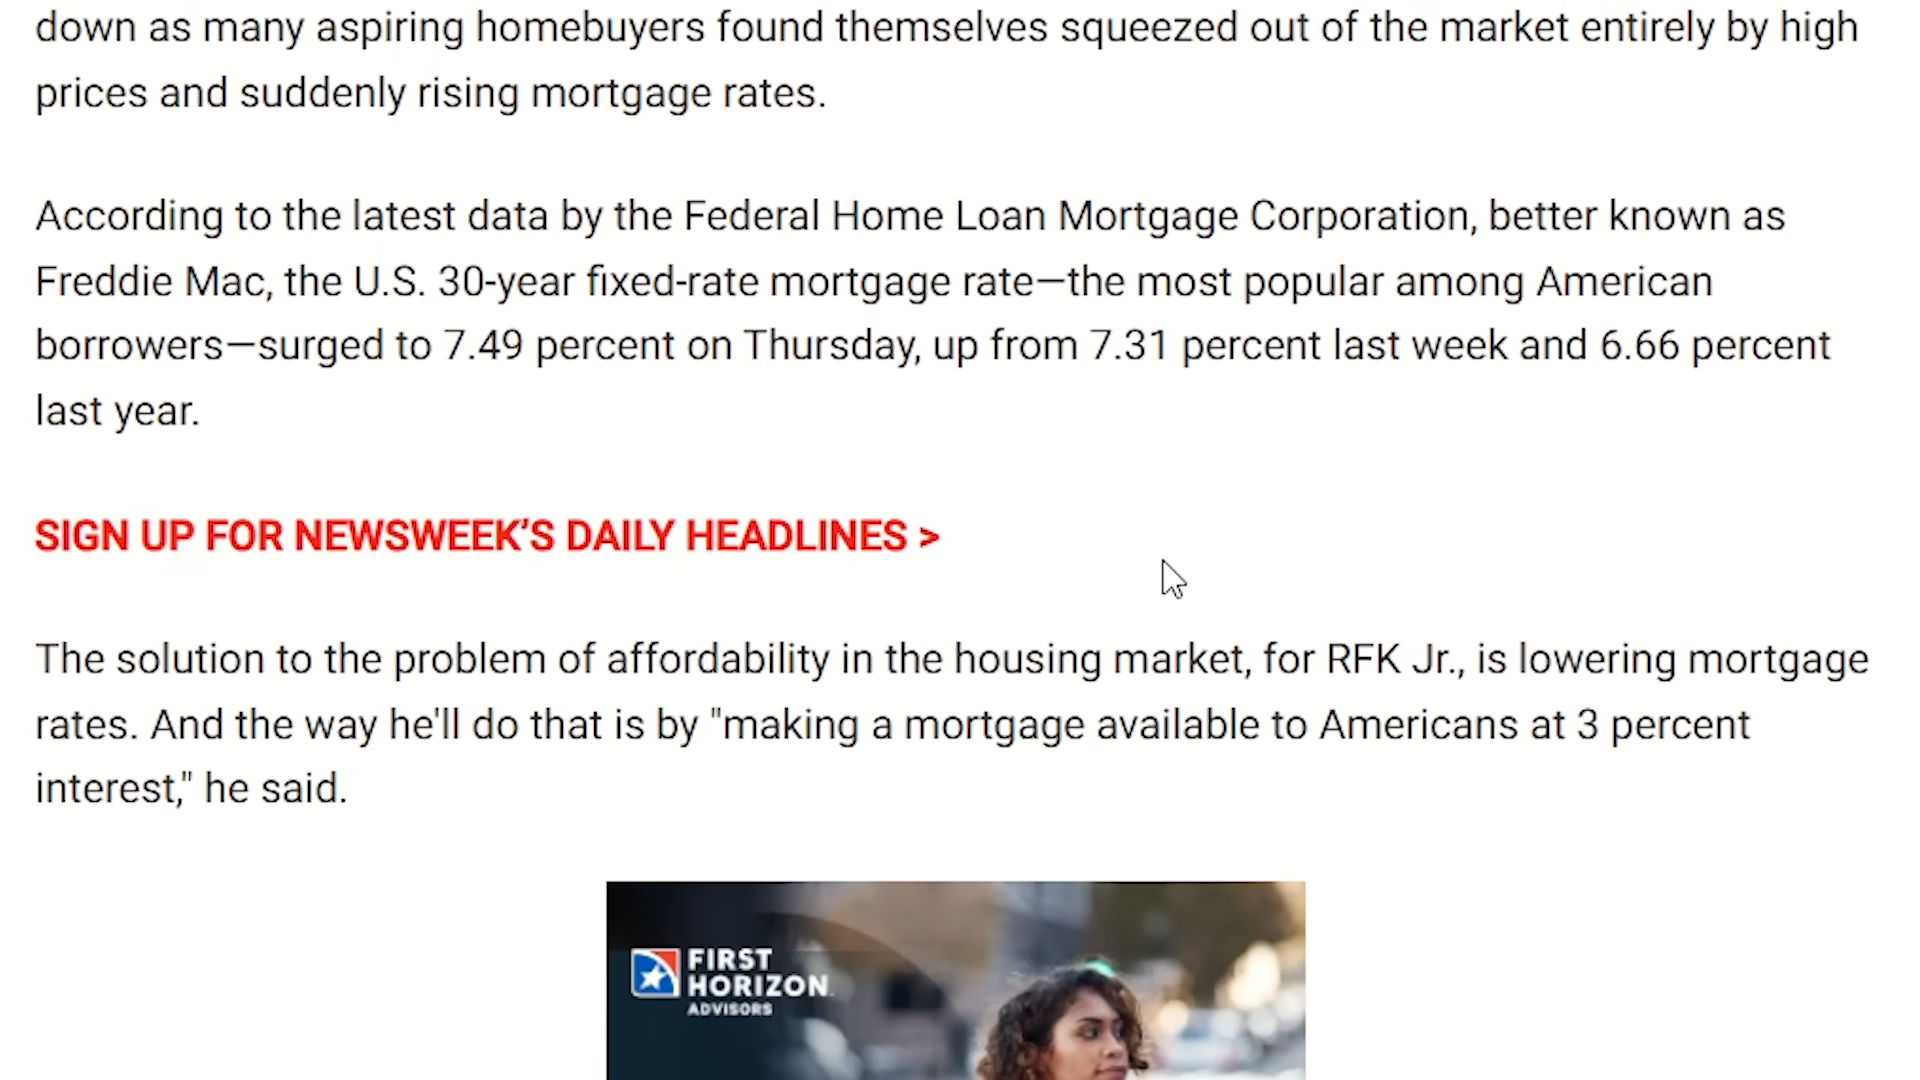 down as many aspiring homebuyers found themselves squeezed out of the market entirely by high
prices and suddenly rising mortgage rates.
According to the latest data by the Federal Home Loan Mortgage Corporation, better known as
Freddie Mac, the U.S. 30-year fixed-rate mortgage rate—the most popular among American
borrowers—surged to 7.49 percent on Thursday, up from 7.31 percent last week and 6.66 percent
last year.
SIGN UP FOR NEWSWEEK’S DAILY HEADLINES >
The solution to the problem of affordability in the housing market, for RFK Jr., is lowering mortgage
rates. And the way he'll do that is by "making a mortgage available to Americans at 3 percent
interest," he said.
FIRST
HORIZON
ADVISORS